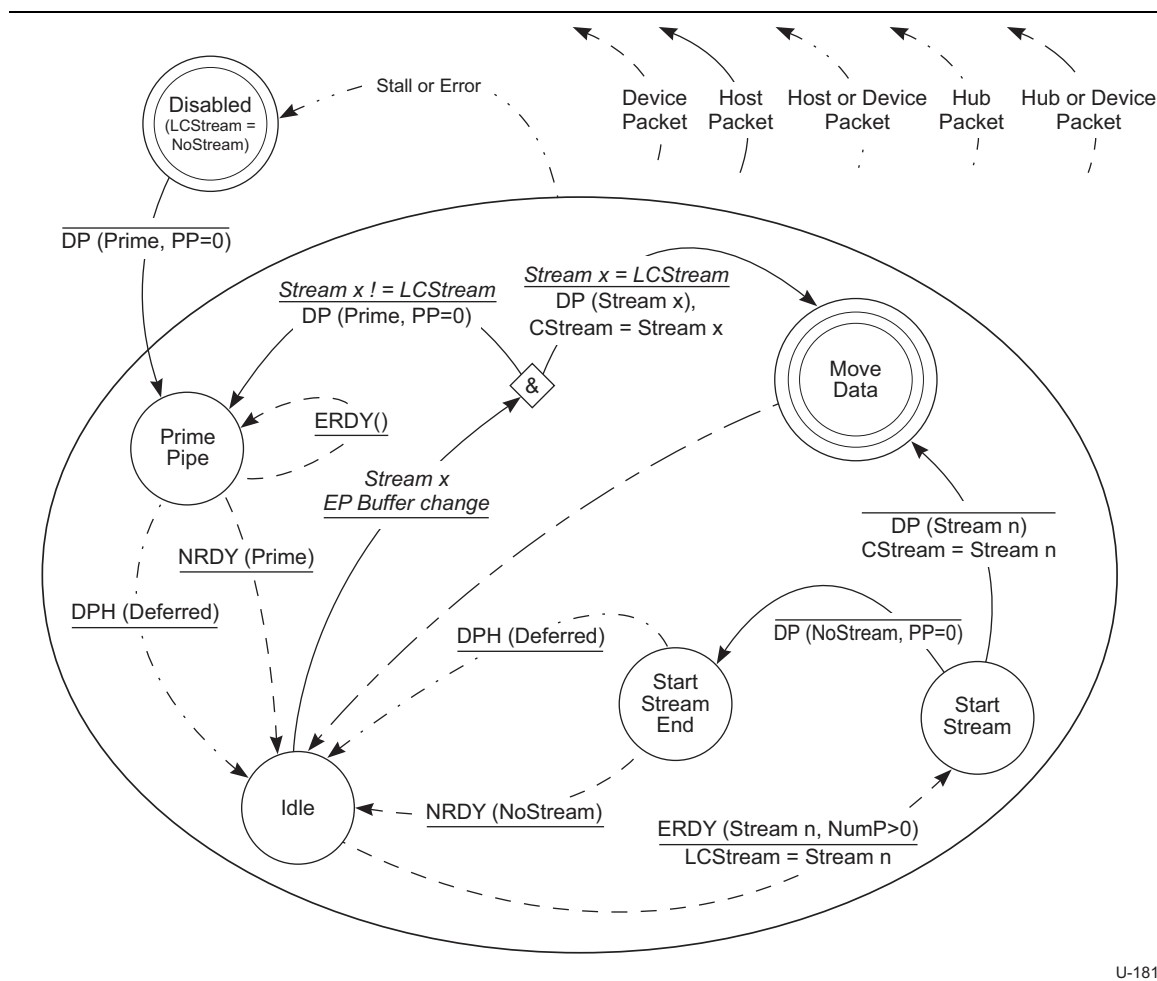 Disabled
(LCStream =
NoStream)
Stall or Error
Device
Packet
Host
Packet
Host or Device
Packet
Hub
Packet
Hub or Device
Packet
DP (Prime, PP=0)
Stream x ! = LCStream
DP (Prime, PP=0)
Stream x = LCStream
DP (Stream x),
CStream = Stream x
&
Move
Data
Prime
Pipe
ERDY()
Stream x
EP Buffer change
DP (Stream n)
CStream = Stream n
NRDY (Prime)
DPH (Deferred)
DPH (Deferred)
DP (NoStream, PP=0)
Start
Stream
End
Start
Stream
Idle
NRDY (NoStream)
ERDY (Stream n, NumP>0)
LCStream = Stream n
U-181